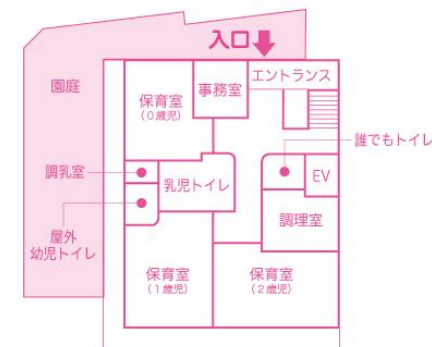 入口
園庭
エントランス
事務室
保育室
（0歳児）
誰でもトイレ
調乳室
乳児トイレ
EV
屋外
幼児トイレ
調理室
保育室
（1歳児）
保育室
（2歳児）